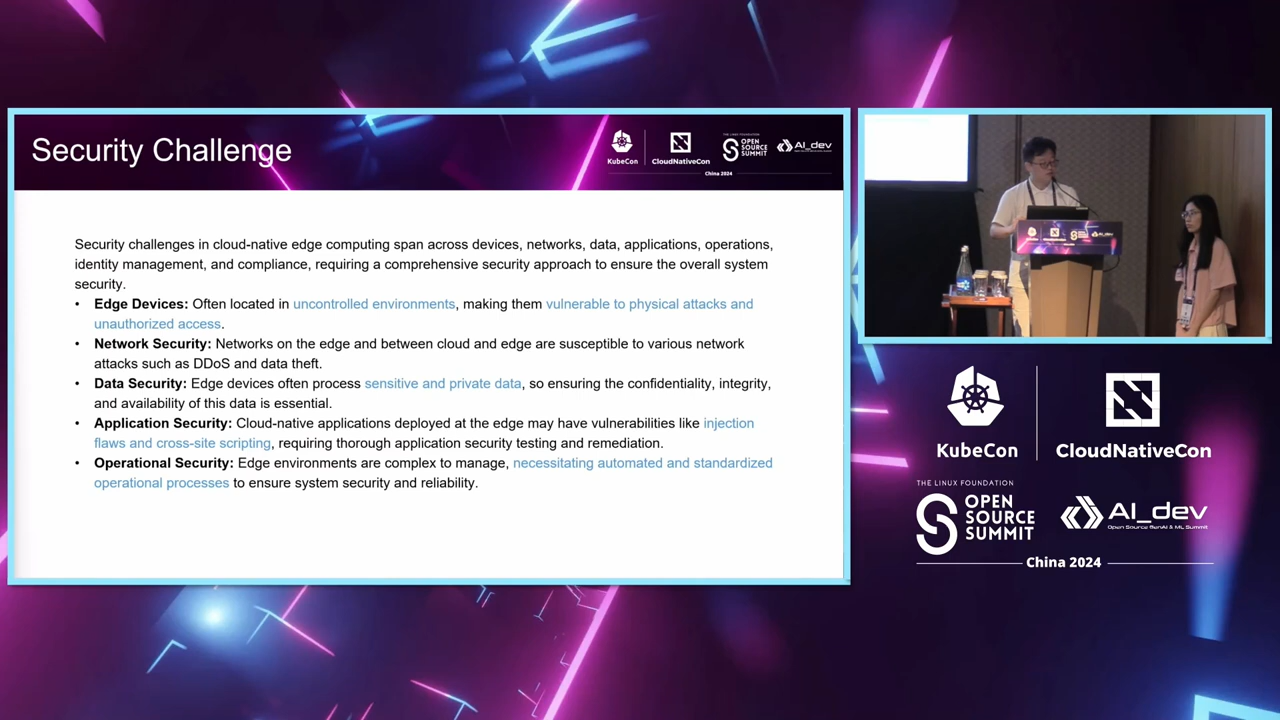 Security Challenge
KubeCon
CloudNativeCon
THE LINUX FOUNDATION
OPEN
SOURCE
SUMMIT
AI_dev
China 2024
Security challenges in cloud-native edge computing span across devices, networks, data, applications, operations,
identity management, and compliance, requiring a comprehensive security approach to ensure the overall system
security.
• Edge Devices: Often located in uncontrolled environments, making them vulnerable to physical attacks and
unauthorized access.
• Network Security: Networks on the edge and between cloud and edge are susceptible to various network
attacks such as DDoS and data theft.
• Data Security: Edge devices often process sensitive and private data, so ensuring the confidentiality, integrity,
and availability of this data is essential.
• Application Security: Cloud-native applications deployed at the edge may have vulnerabilities like injection
flaws and cross-site scripting, requiring thorough application security testing and remediation.
• Operational Security: Edge environments are complex to manage, necessitating automated and standardized
operational processes to ensure system security and reliability.
KubeCon
CloudNativeCon
THE LINUX FOUNDATION
OPEN
SOURCE
SUMMIT
AI_dev
Open Source GenAI & ML Summit
China 2024